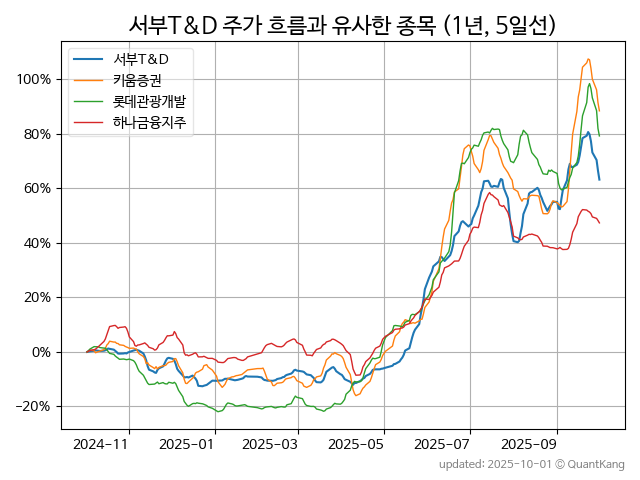 서부T&D 주가 흐름과 유사한 종목 (1년, 5일선)
서부T&D
키움증권
롯데관광개발
하나금융지주
100%
80%
60%
40%
20%
0%
−20%
2024-11
2025-01
2025-03
2025-05
2025-07
2025-09
updated: 2025-10-01 © QuantKang